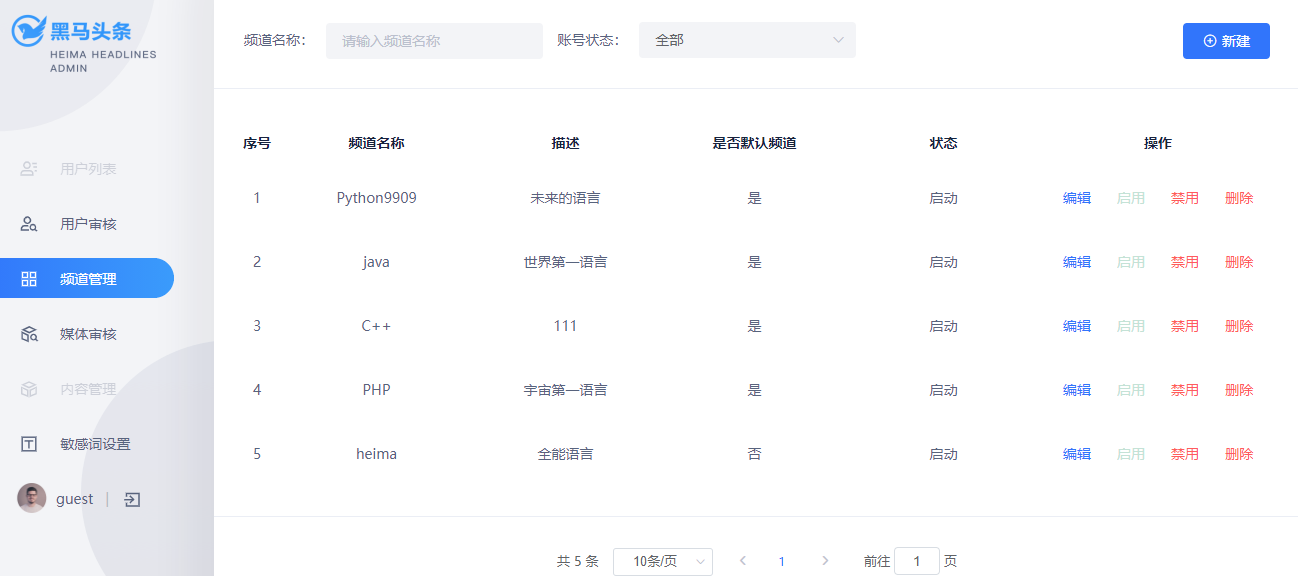 黑马头条
HEIMA HEADLINES
ADMIN
用户列表
用户审核
频道管理
媒体审核
内容管理
敏感词设置
guest |
频道名称: 请输入频道名称 账号状态: 全部 新建
序号 频道名称 描述 是否默认频道 状态 操作
1 Python9909 未来的语言 是 启动 编辑 启用 禁用 删除
2 java 世界第一语言 是 启动 编辑 启用 禁用 删除
3 C++ 111 是 启动 编辑 启用 禁用 删除
4 PHP 宇宙第一语言 是 启动 编辑 启用 禁用 删除
5 heima 全能语言 否 启动 编辑 启用 禁用 删除
共 5 条 10条/页 < 1 > 前往 1 页